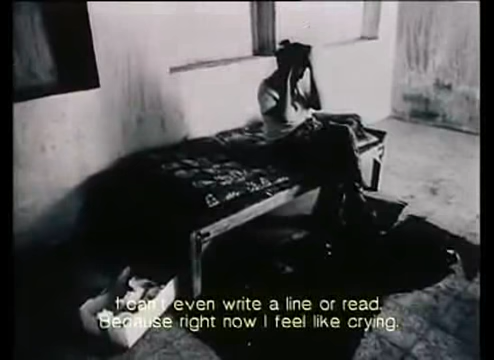 I can't even write a line or read.
Because right now I feel like crying.